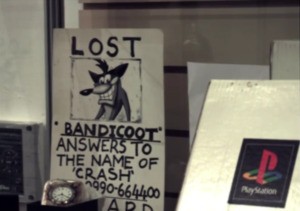 LOST
"BANDICOOT"
ANSWERS TO
THE NAME OF
'CRASH'
0990-664400
PlayStation